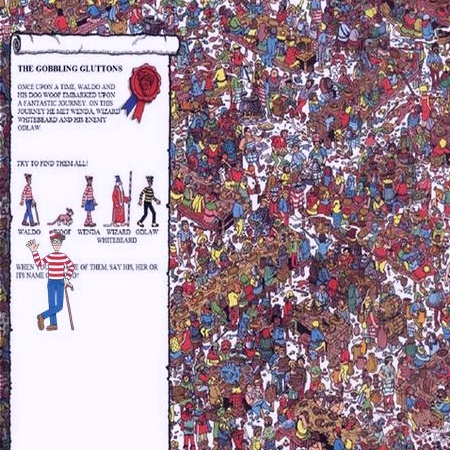 THE GOBBLING GLUTTONS
ONCE UPON A TIME, WALDO AND
HIS DOG WOOF EMBARKED UPON
A FANTASTIC JOURNEY. ON THIS
JOURNEY HE MET WENDA, WIZARD
WHITEBEARD AND HIS ENEMY
ODLAW.
TRY TO FIND THEM ALL!
WALDO WOOF WENDA WIZARD ODLAW
WHITEBEARD
WHEN OF THEM, SAY HIS, HER OR
ITS NAME